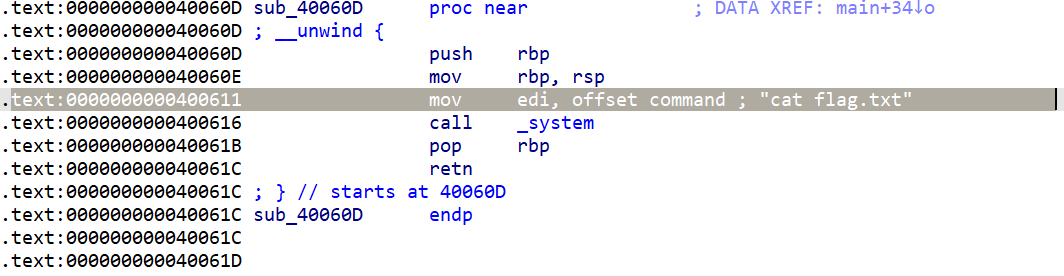 .text:000000000040060D sub_40060D      proc near               ; DATA XREF: main+34↓o
.text:000000000040060D ; __unwind {
.text:000000000040060D                 push    rbp
.text:000000000040060E                 mov     rbp, rsp
.text:0000000000400611                 mov     edi, offset command ; "cat flag.txt"
.text:0000000000400616                 call    _system
.text:000000000040061B                 pop     rbp
.text:000000000040061C                 retn
.text:000000000040061C ; } // starts at 40060D
.text:000000000040061C sub_40060D      endp
.text:000000000040061C
.text:000000000040061D